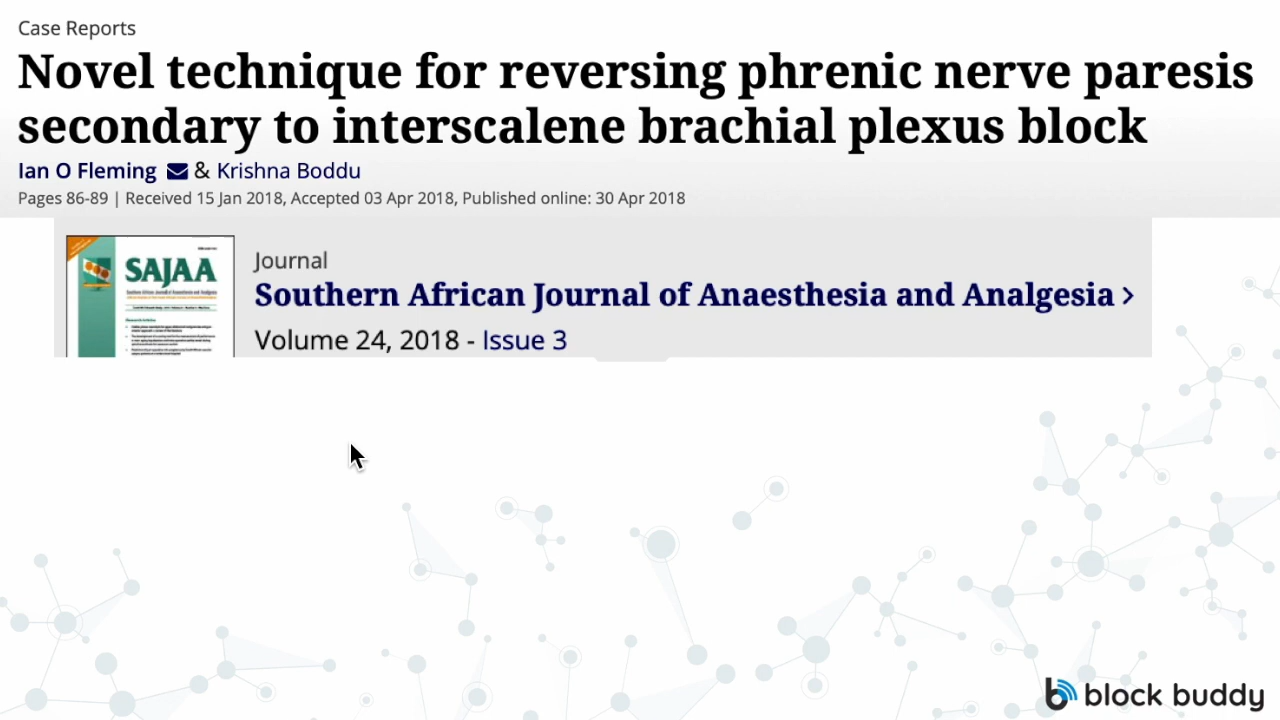 Case Reports
Novel technique for reversing phrenic nerve paresis
secondary to interscalene brachial plexus block
Ian O Fleming & Krishna Boddu
Pages 86-89 | Received 15 Jan 2018, Accepted 03 Apr 2018, Published online: 30 Apr 2018
SAJAA
Journal
Southern African Journal of Anaesthesia and Analgesia >
Volume 24, 2018 - Issue 3
block buddy